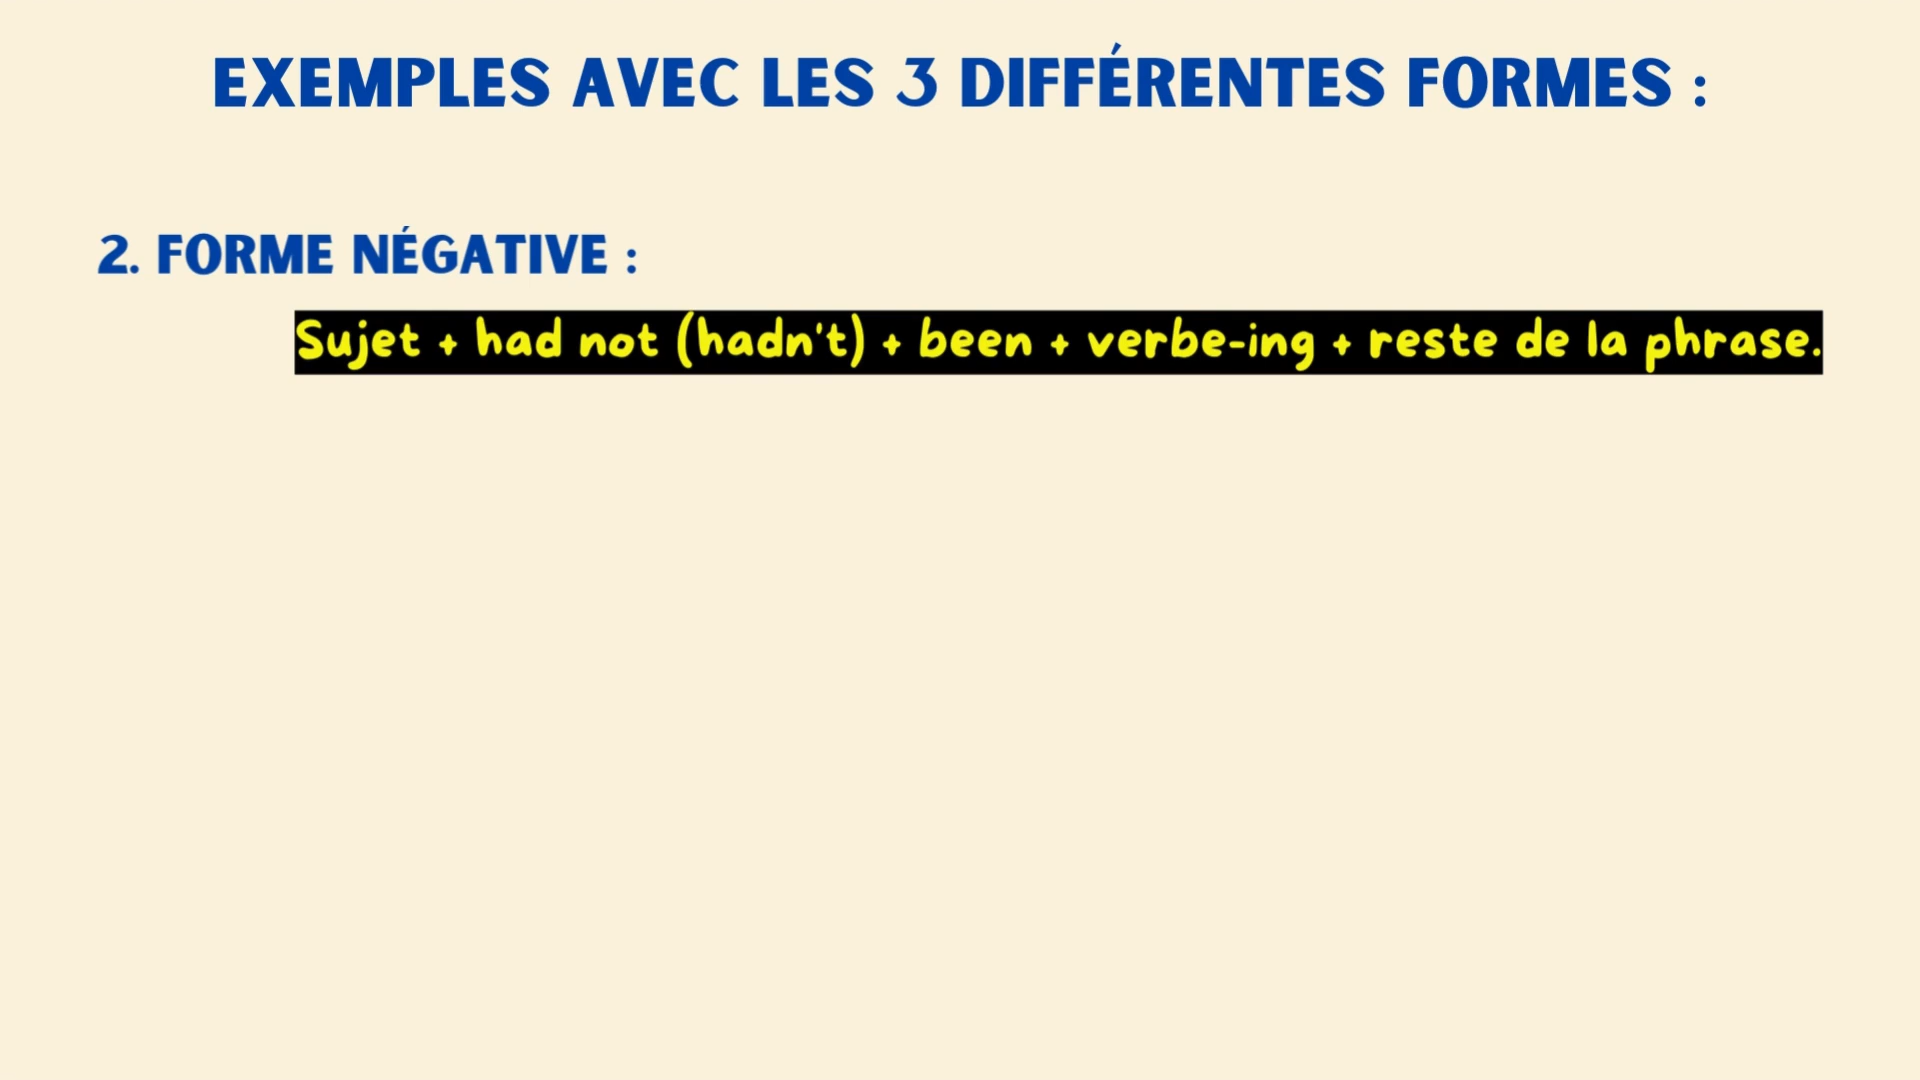 EXEMPLES AVEC LES 3 DIFFÉRENTES FORMES :
2. FORME NÉGATIVE :
Sujet + had not (hadn't) + been + verbe-ing + reste de la phrase.